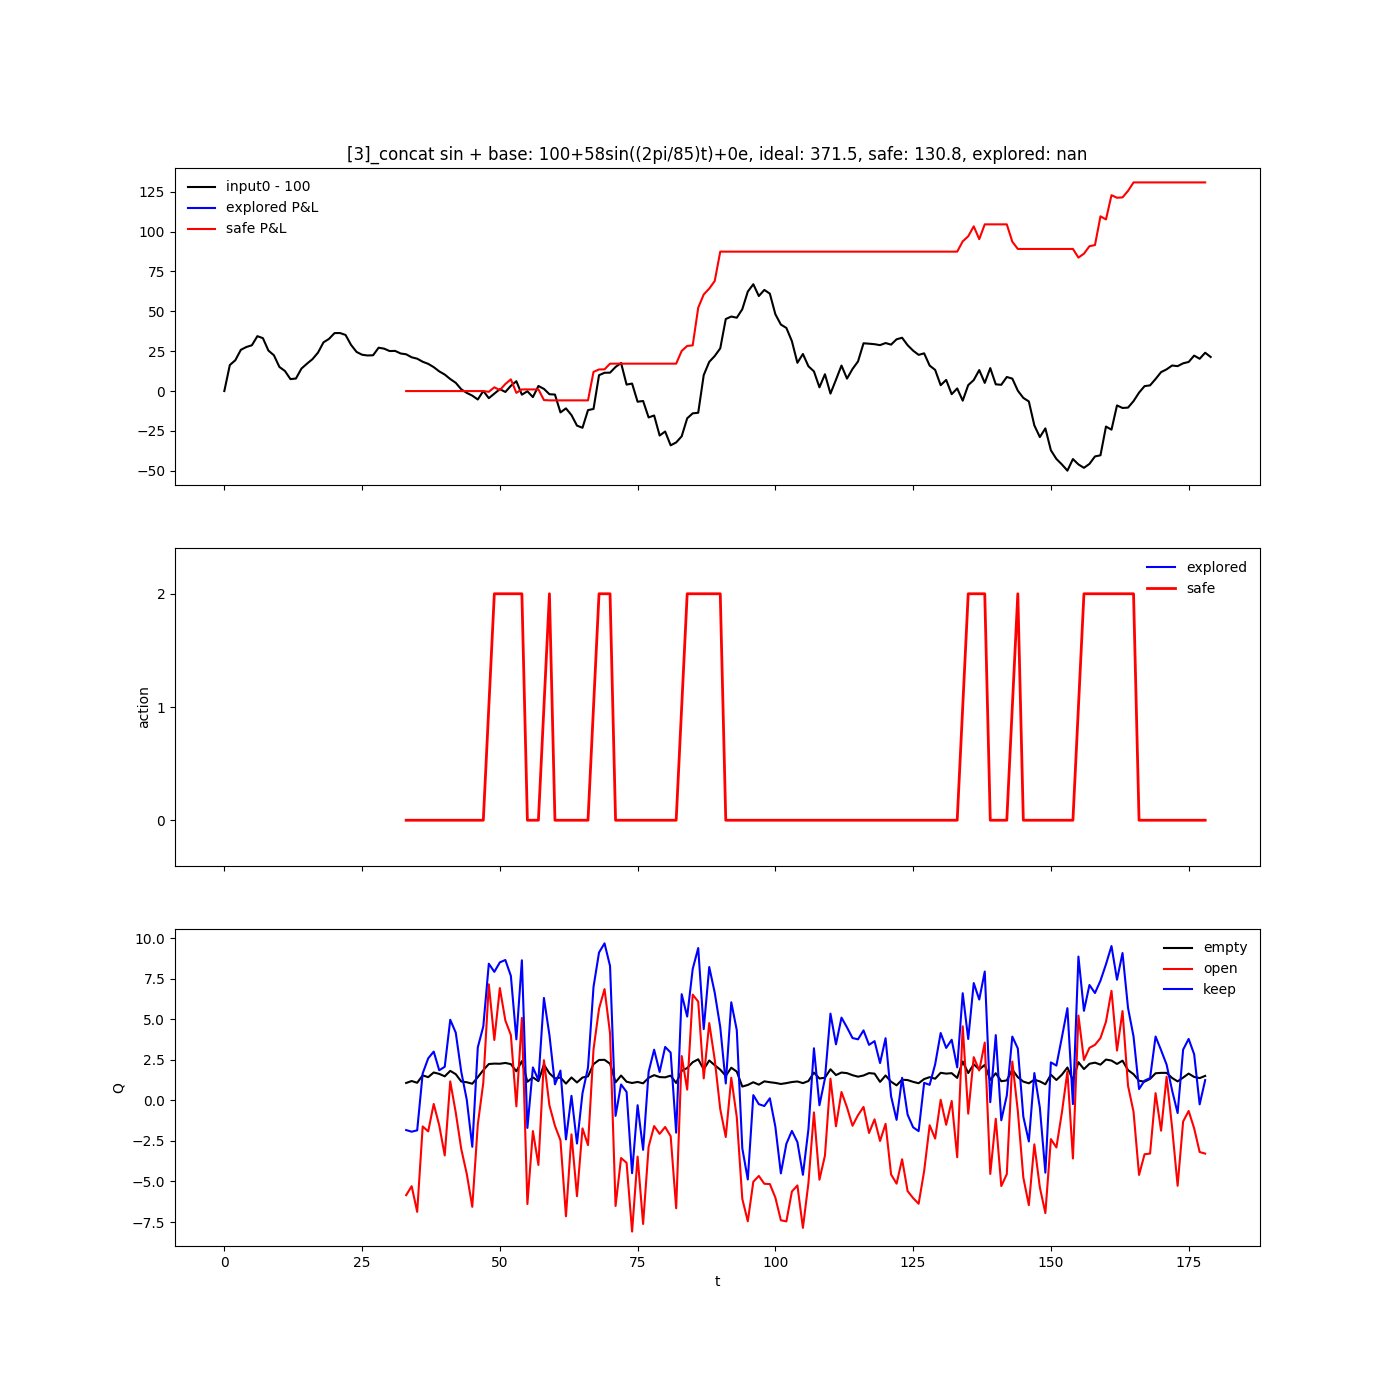 [3]_concat sin + base: 100+58sin((2pi/85)t)+0e, ideal: 371.5, safe: 130.8, explored: nan
input0 - 100
explored P&L
safe P&L
125
100
75
50
25
0
−25
−50
explored
safe
2
1
0
action
empty
open
keep
10.0
7.5
5.0
2.5
0.0
−2.5
−5.0
−7.5
Q
0 25 50 75 100 125 150 175
t